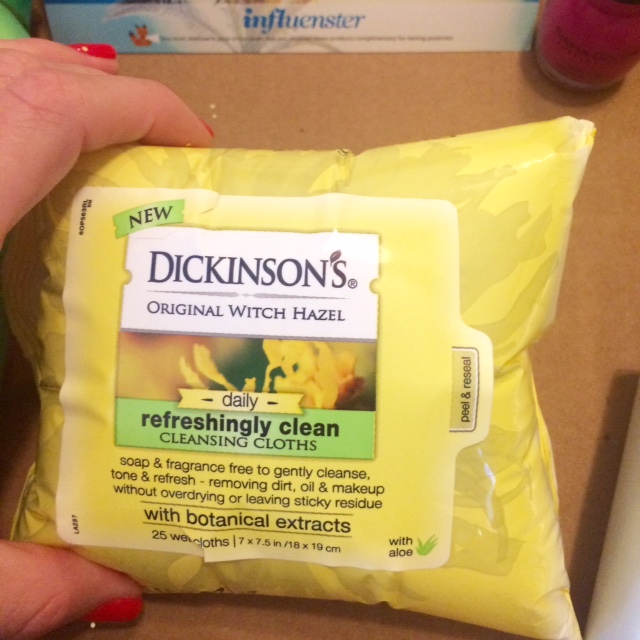 influenster
NEW
DICKINSON'S®
ORIGINAL WITCH HAZEL
daily
refreshingly clean
CLEANSING CLOTHS
soap & fragrance free to gently cleanse,
tone & refresh - removing dirt, oil & makeup
without overdrying or leaving sticky residue
with botanical extracts
25 wet cloths | 7 x 7.5 in /18 x 19 cm
with
aloe
peel & reseal